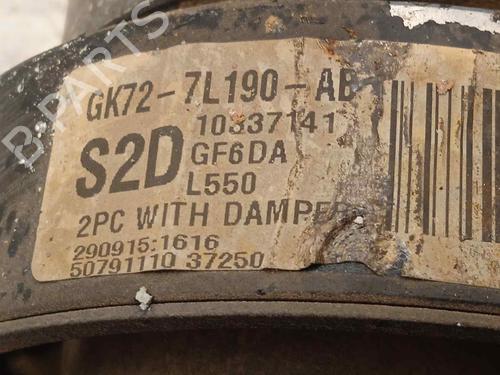 GK72-7L190-AB
10337141
S2D GF6DA
L550
2PC WITH DAMPER
290915:1616
50791110 37250
B-PARTS